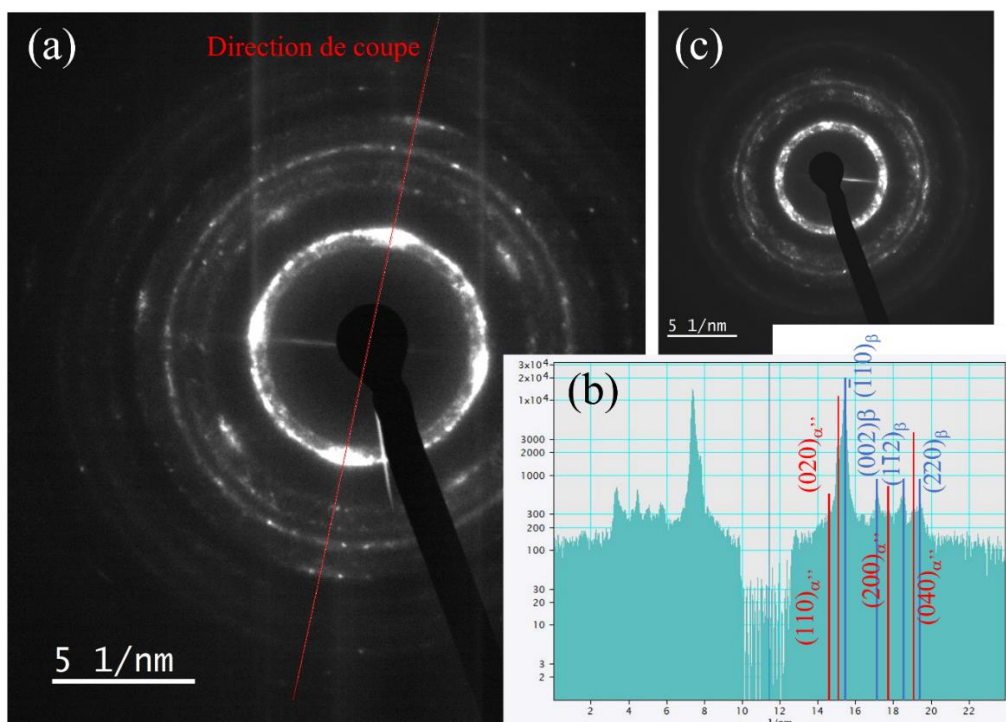 (a)
Direction de coupe
5 1/nm
(c)
5 1/nm
(b)
3x10⁴
2x10⁴
1x10⁴
3000
2000
1000
300
200
100
30
20
10
3
2
(110)α’’
(020)α’’
(1̄10)β
(002)β
(200)α’’
(11̄2)β
(040)α’’
(220)β
2 4 6 8 10 12 14 16 18 20 22
1/nm